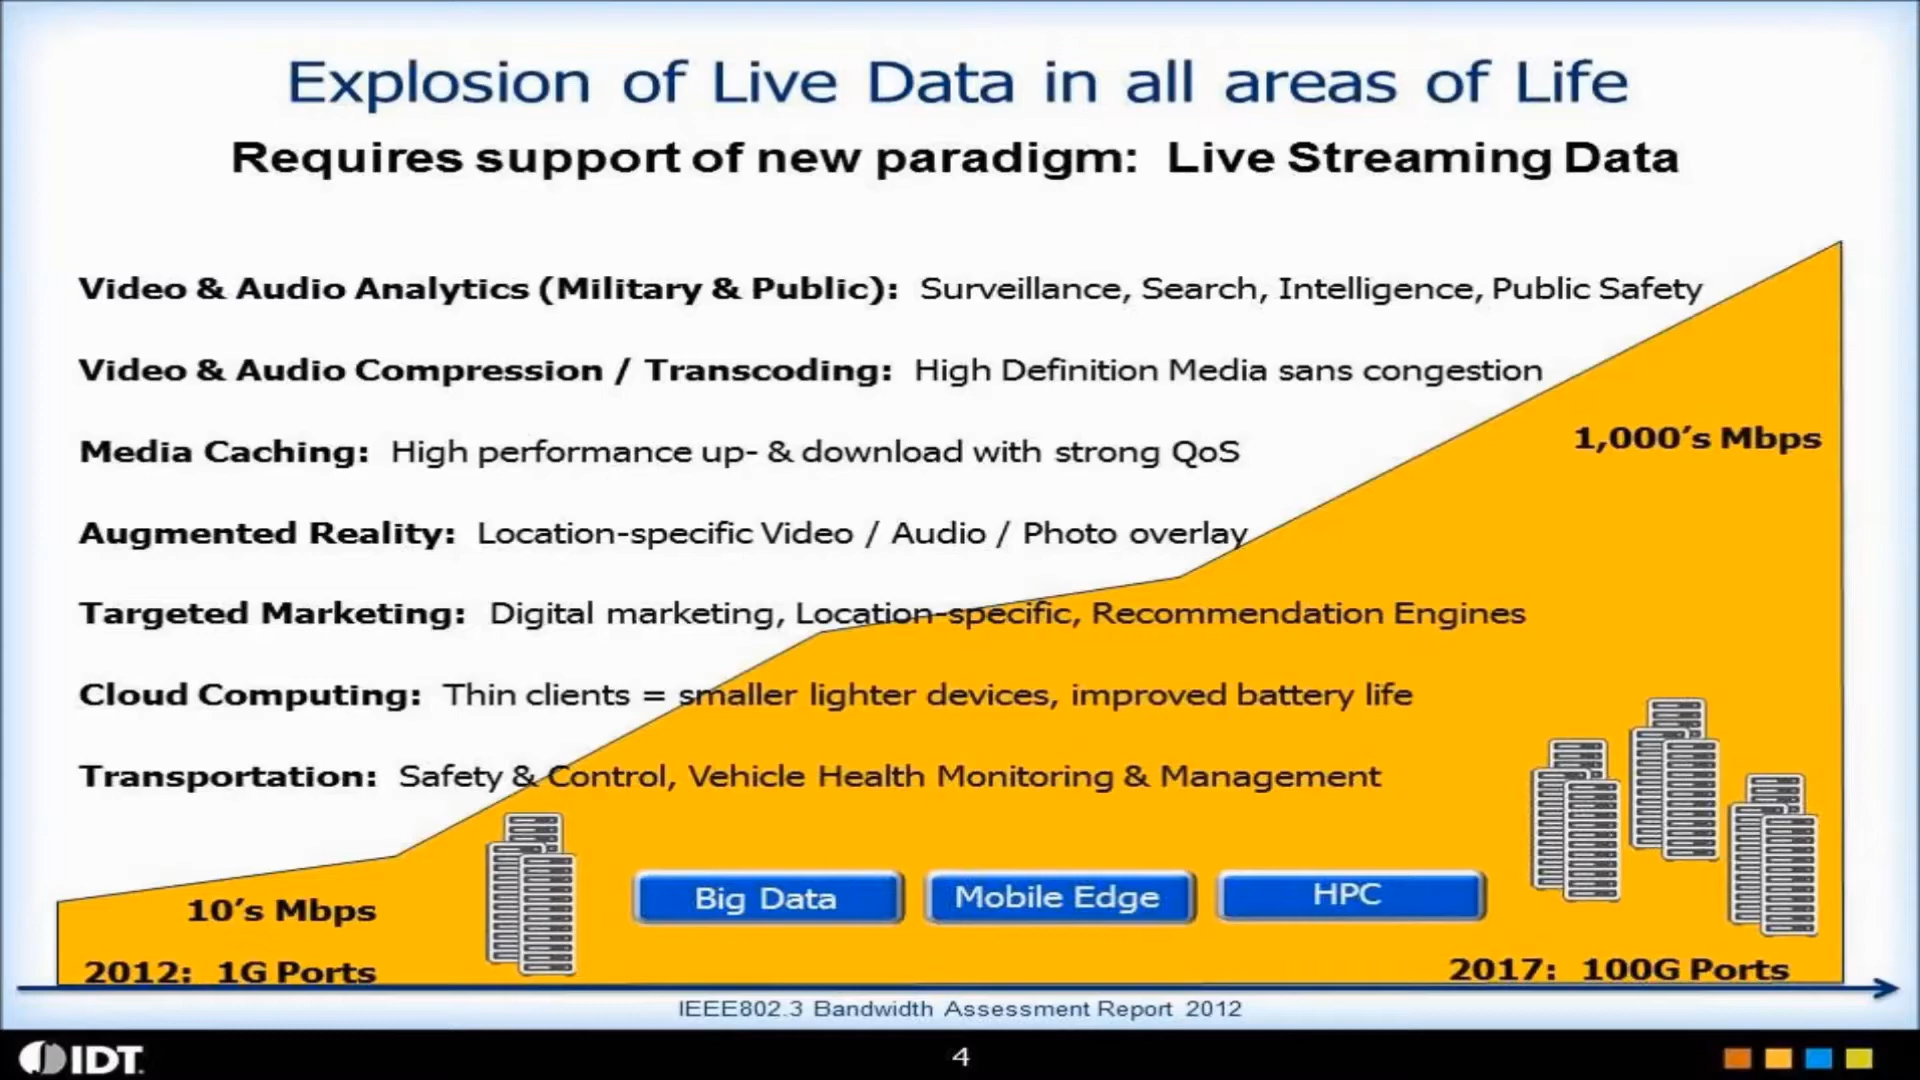 Explosion of Live Data in all areas of Life
Requires support of new paradigm: Live Streaming Data
Video & Audio Analytics (Military & Public): Surveillance, Search, Intelligence, Public Safety
Video & Audio Compression / Transcoding: High Definition Media sans congestion
1,000's Mbps
Media Caching: High performance up- & download with strong QoS
Augmented Reality: Location-specific Video / Audio / Photo overlay
Targeted Marketing: Digital marketing, Location-specific, Recommendation Engines
Cloud Computing: Thin clients = smaller lighter devices, improved battery life
Transportation: Safety & Control, Vehicle Health Monitoring & Management
10's Mbps
Big Data
Mobile Edge
HPC
2012: 1G Ports
2017: 100G Ports
IEEE802.3 Bandwidth Assessment Report 2012
IDT.
4